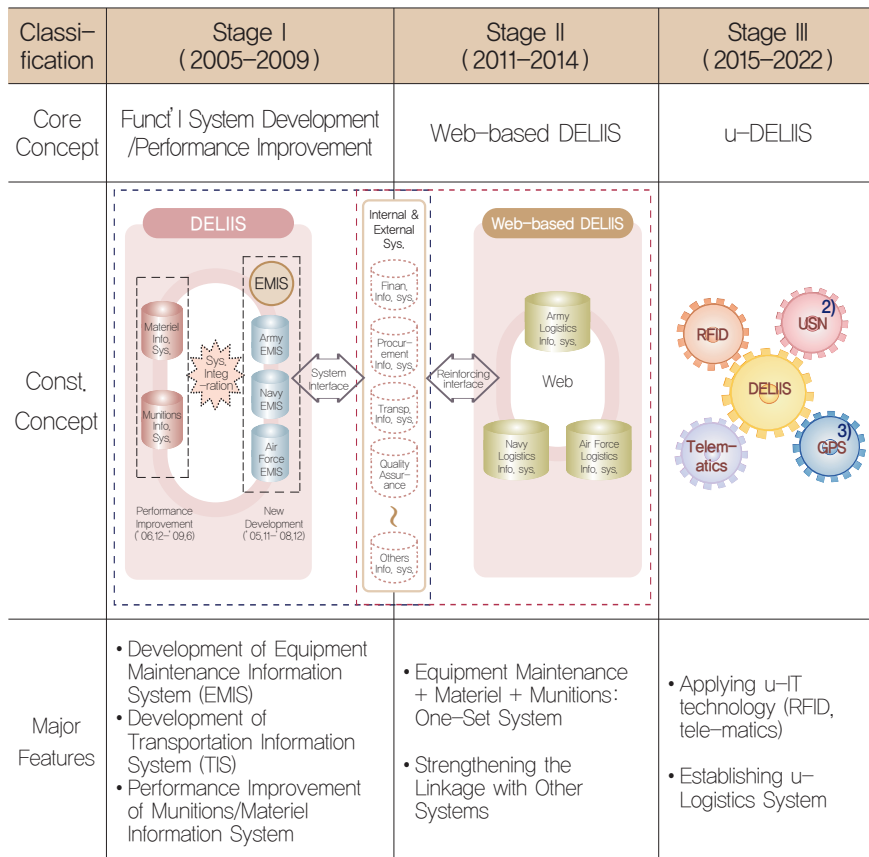 Classi-
fication
Stage I
(2005-2009)
Stage II
(2011-2014)
Stage III
(2015-2022)
Core
Concept
Funct'l System Development
/Performance Improvement
Web-based DELIIS
u-DELIIS
Const.
Concept
DELIIS
EMIS
Materiel
Info,
Sys,
Munitions
Info,
Sys,
Sys,
Integ
-ration
Army
EMIS
Navy
EMIS
Air
Force
EMIS
Performance
Improvement
('06,12-'09,6)
New
Development
('05,11-'08,12)
System
Interface
Internal &
External
Sys,
Finan,
Info, sys,
Procur-
ement
Info, sys,
Transp,
Info, sys,
Quality
Assur-
ance
~
Others
Info, sys,
Reinforcing
interface
Web-based DELIIS
Army
Logistics
Info, sys,
Web
Navy
Logistics
Info, sys,
Air Force
Logistics
Info, sys,
RFID
USN 2)
DELIIS
Telem-
atics
GPS 3)
Major
Features
• Development of Equipment
Maintenance Information
System (EMIS)
• Development of
Transportation Information
System (TIS)
• Performance Improvement
of Munitions/Materiel
Information System
• Equipment Maintenance
+ Materiel + Munitions:
One-Set System
• Strengthening the
Linkage with Other
Systems
• Applying u-IT
technology (RFID,
tele-matics)
• Establishing u-
Logistics System